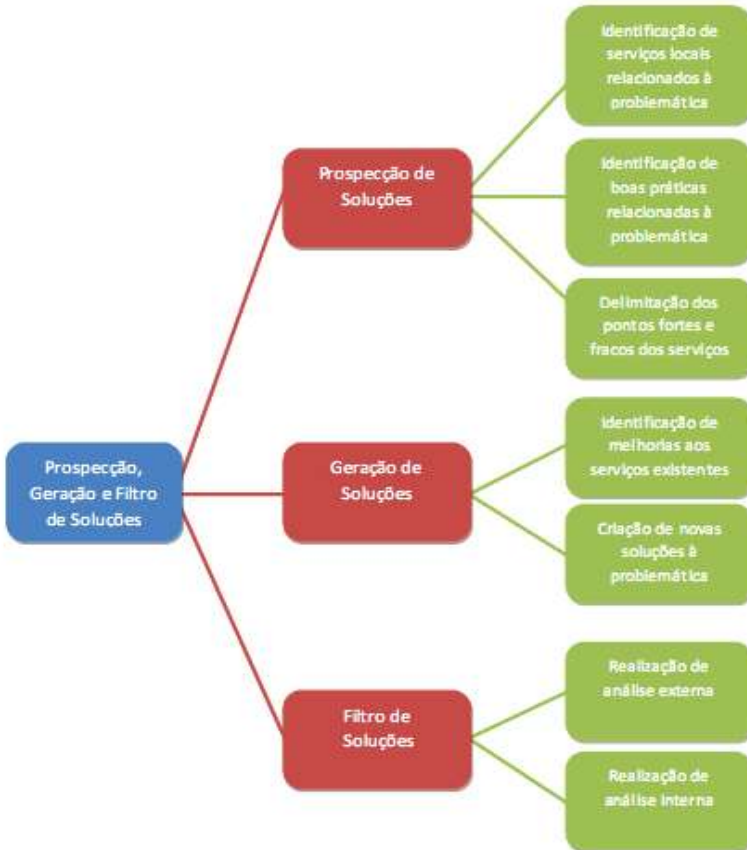 Prospecção,
Geração e Filtro
de Soluções
Prospecção de
Soluções
Identificação de
serviços locais
relacionados à
problemática
Identificação de
boas práticas
relacionadas à
problemática
Delimitação dos
pontos fortes e
fracos dos serviços
Geração de
Soluções
Identificação de
melhorias aos
serviços existentes
Criação de novas
soluções à
problemática
Filtro de
Soluções
Realização de
análise externa
Realização de
análise interna